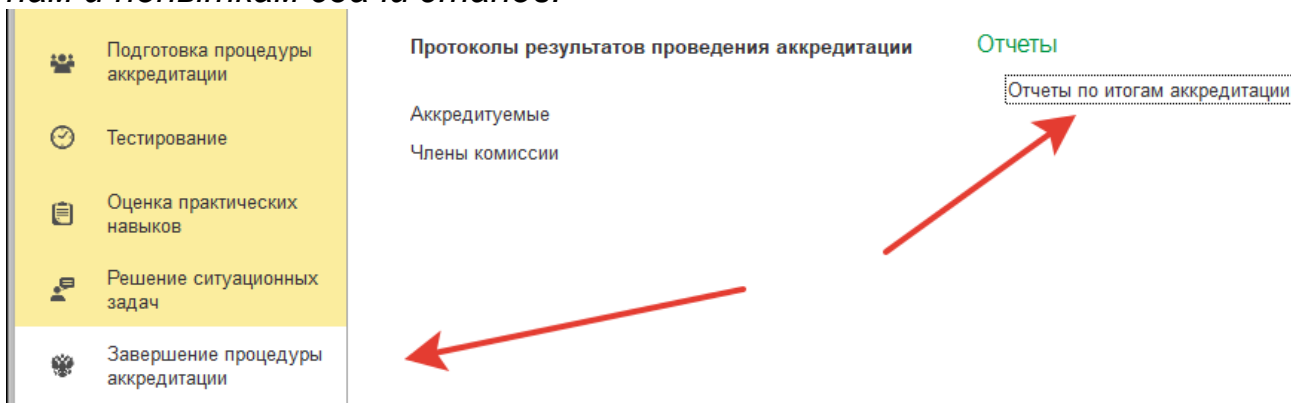 Подготовка процедуры
аккредитации
Тестирование
Оценка практических
навыков
Решение ситуационных
задач
Завершение процедуры
аккредитации
Протоколы результатов проведения аккредитации
Аккредитуемые
Члены комиссии
Отчеты
Отчеты по итогам аккредитации